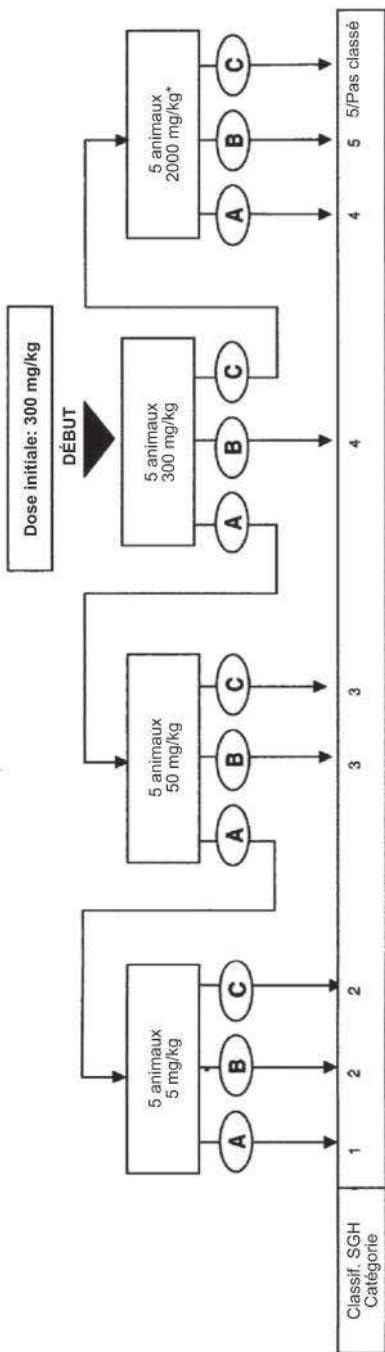 Dose initiale: 300 mg/kg
DÉBUT
5 animaux
5 mg/kg
5 animaux
50 mg/kg
5 animaux
300 mg/kg
5 animaux
2000 mg/kg*
A
B
C
A
B
C
A
B
C
A
B
C
Classif. SGH
Catégorie
1
2
2
3
3
4
4
5
5/Pas classé